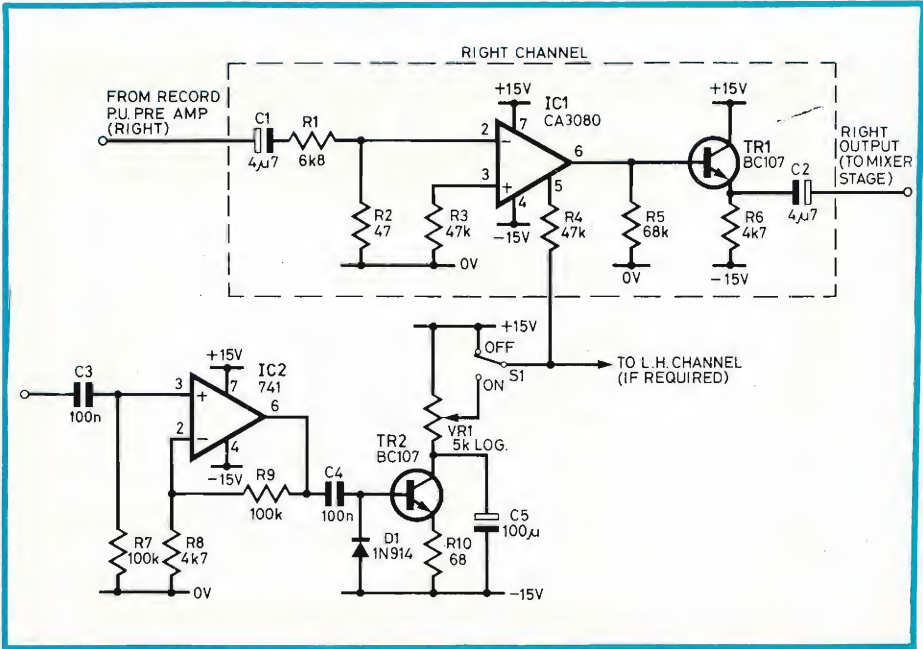 RIGHT CHANNEL
FROM RECORD
P.U. PRE AMP
(RIGHT)
C1
4µ7
R1
6k8
R2
47
R3
47k
0V
+15V
IC1
CA3080
2
−
7
3
+
4
5
6
-15V
R4
47k
R5
68k
0V
+15V
TR1
BC107
R6
4k7
-15V
C2
4µ7
RIGHT
OUTPUT
(TO MIXER
STAGE)
C3
100n
+15V
IC2
741
3
+
7
2
−
4
6
-15V
R9
100k
R7
100k
R8
4k7
0V
C4
100n
D1
1N914
TR2
BC107
R10
68
+15V
OFF
S1
ON
VR1
5k LOG.
TO L.H. CHANNEL
(IF REQUIRED)
C5
100µ
-15V